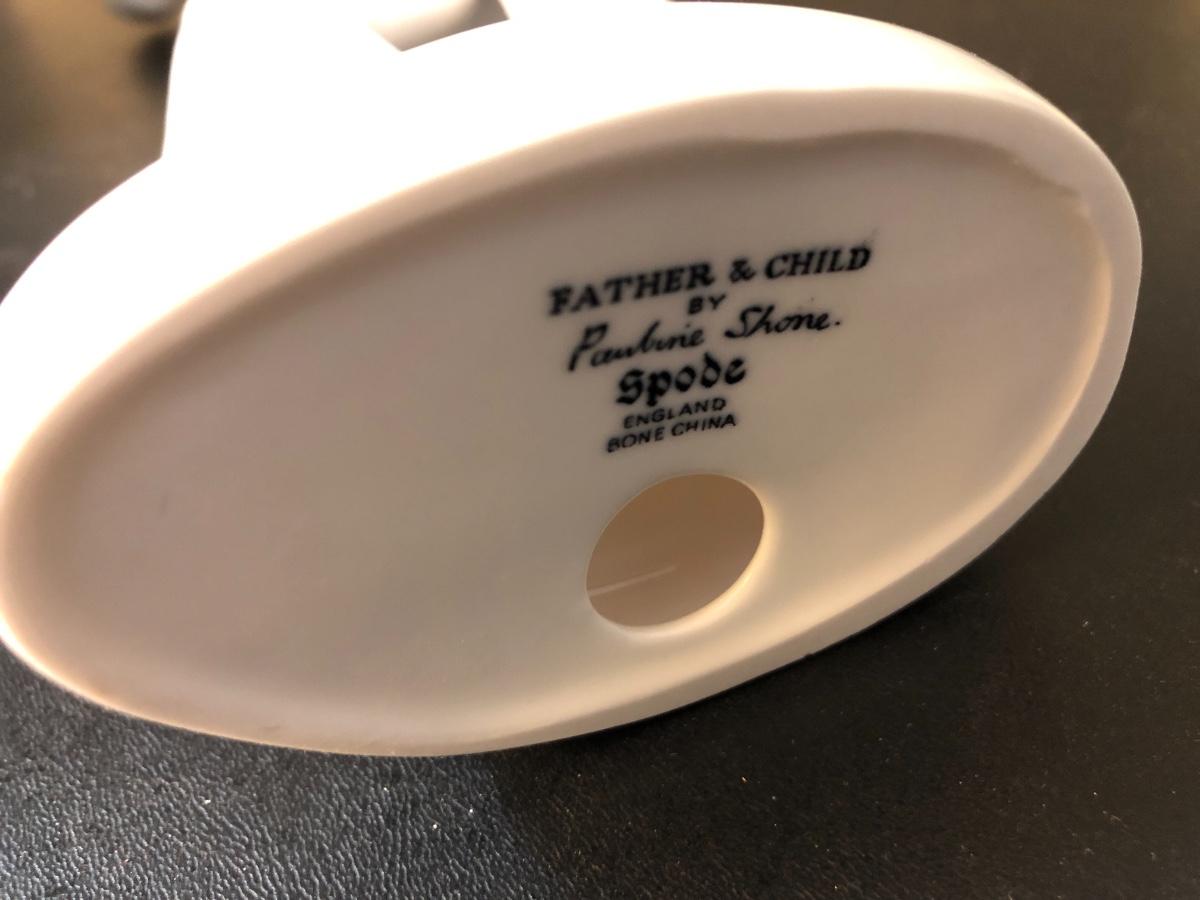 FATHER & CHILD
BY
Pauline Shone.
Spode
ENGLAND
BONE CHINA